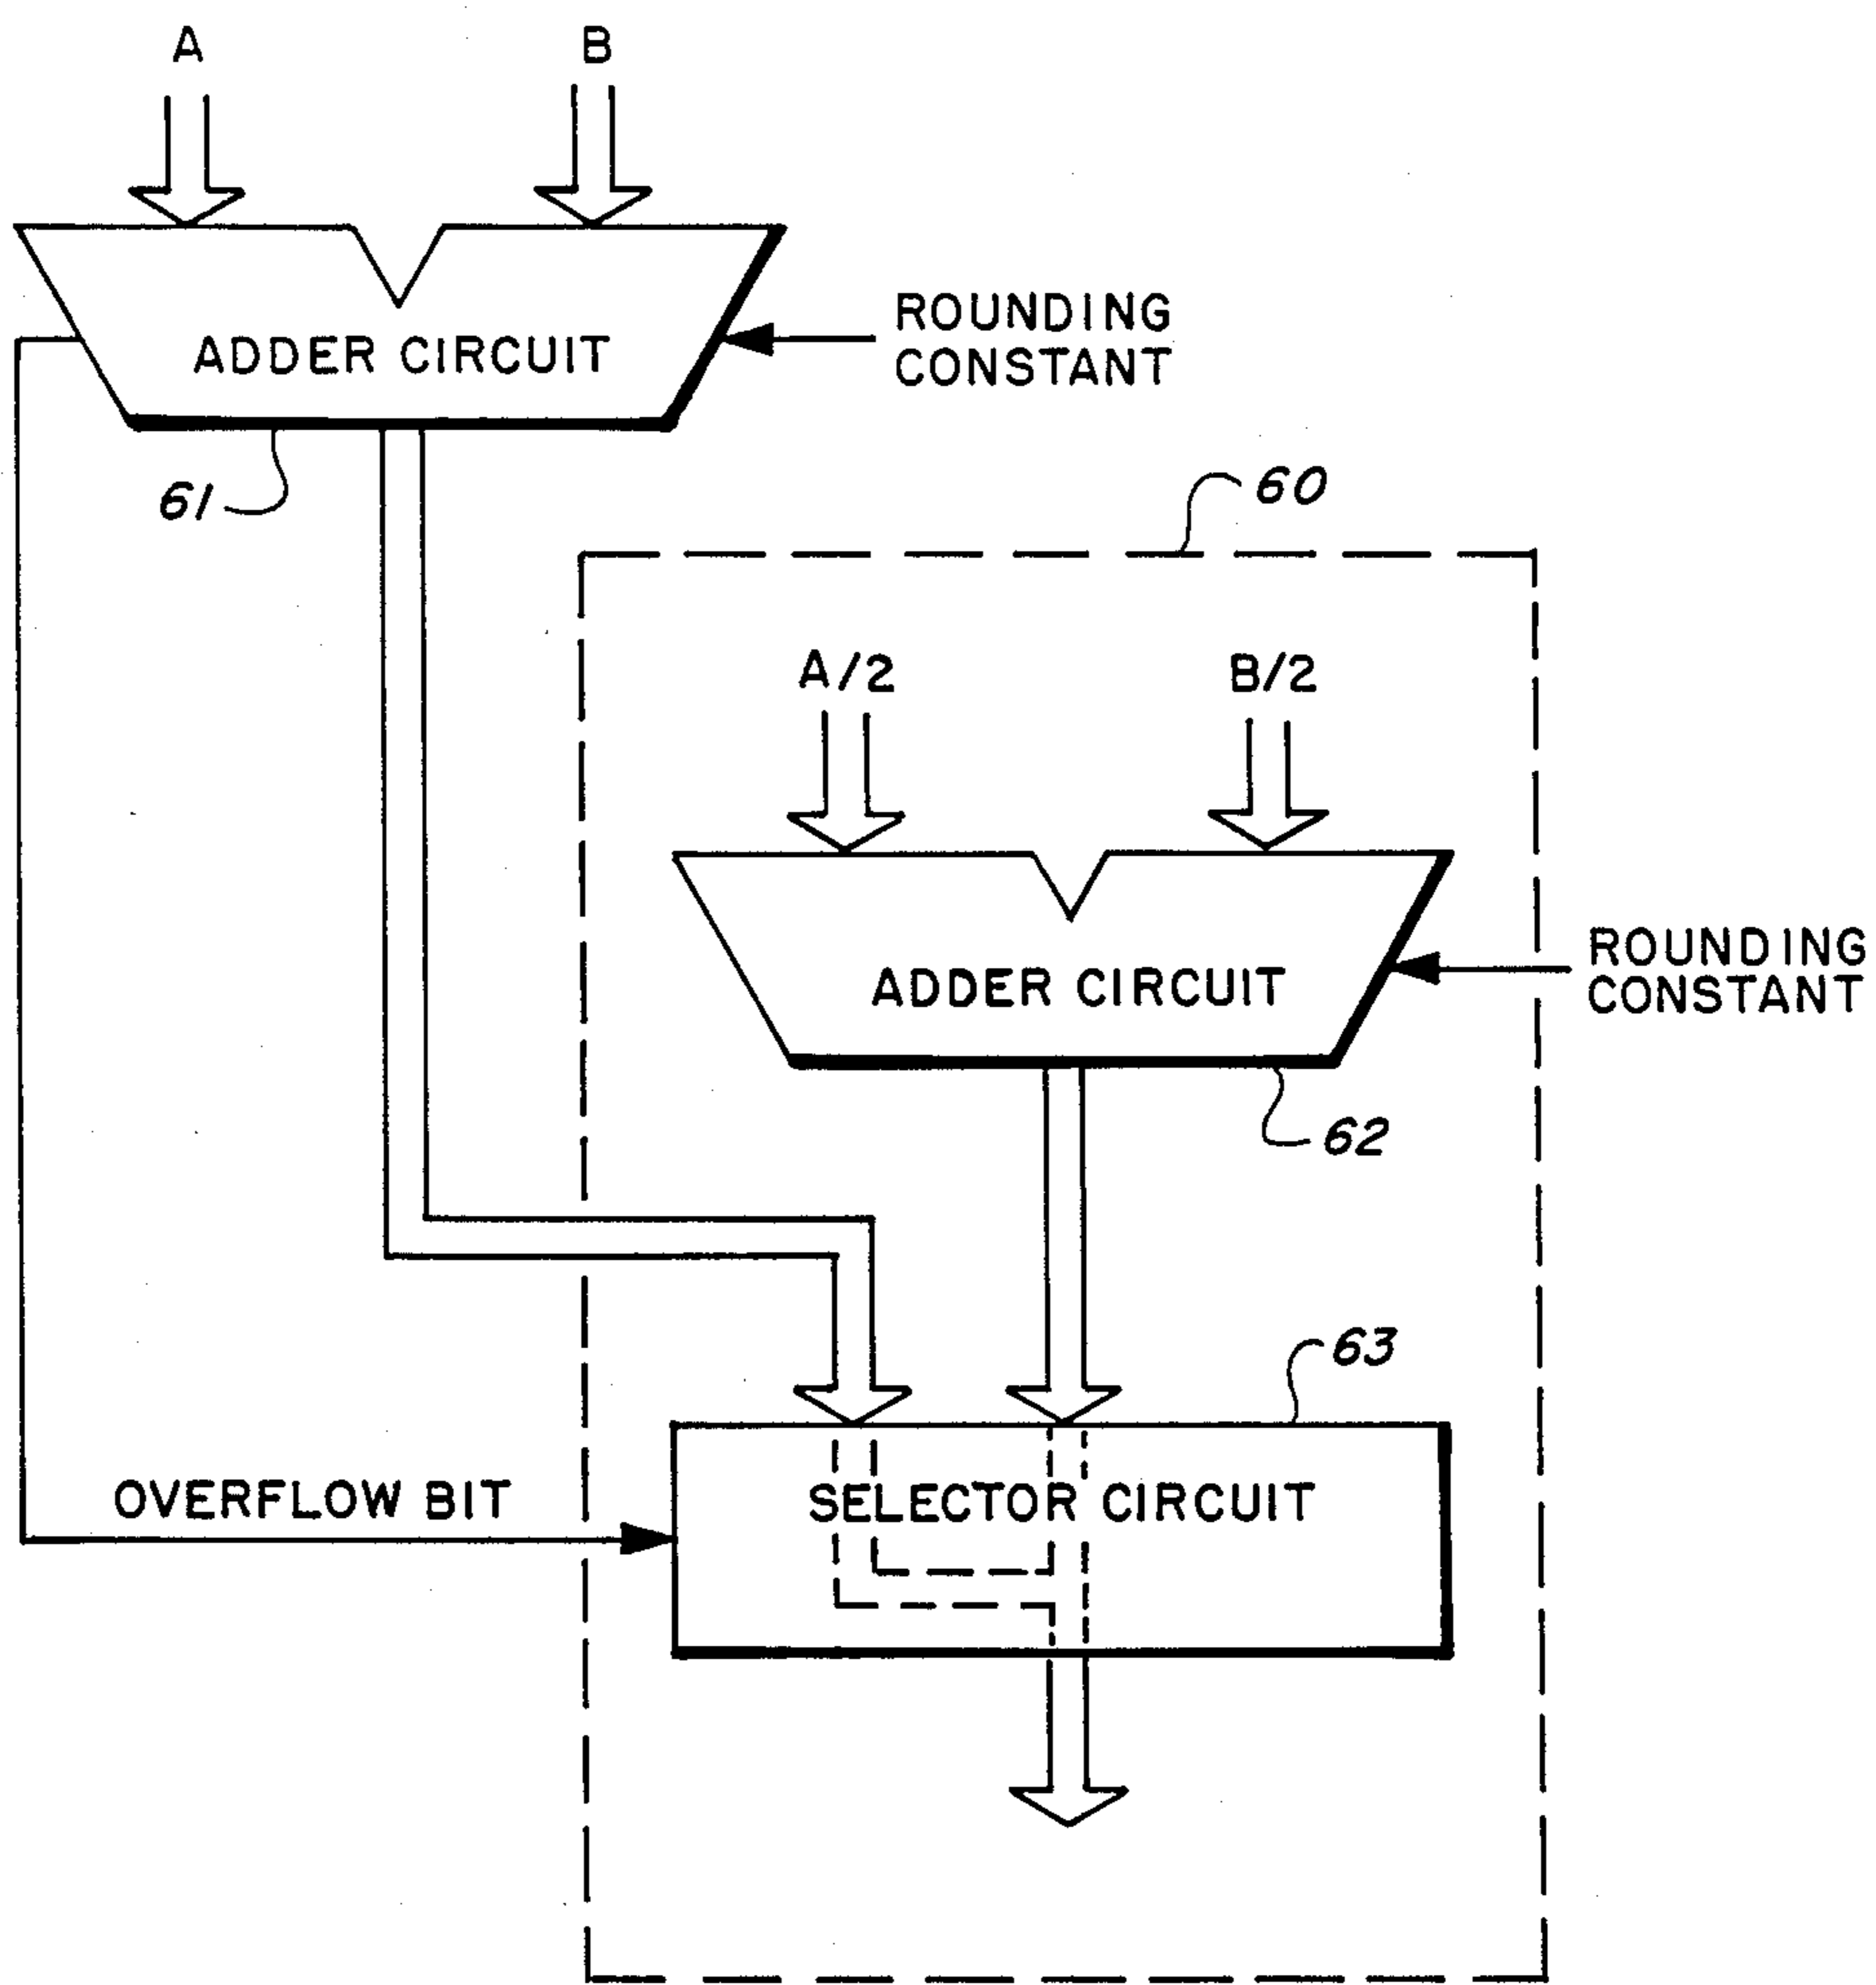 A
B
ADDER CIRCUIT
ROUNDING
CONSTANT
61
60
A/2
B/2
ADDER CIRCUIT
ROUNDING
CONSTANT
62
63
OVERFLOW BIT
SELECTOR CIRCUIT